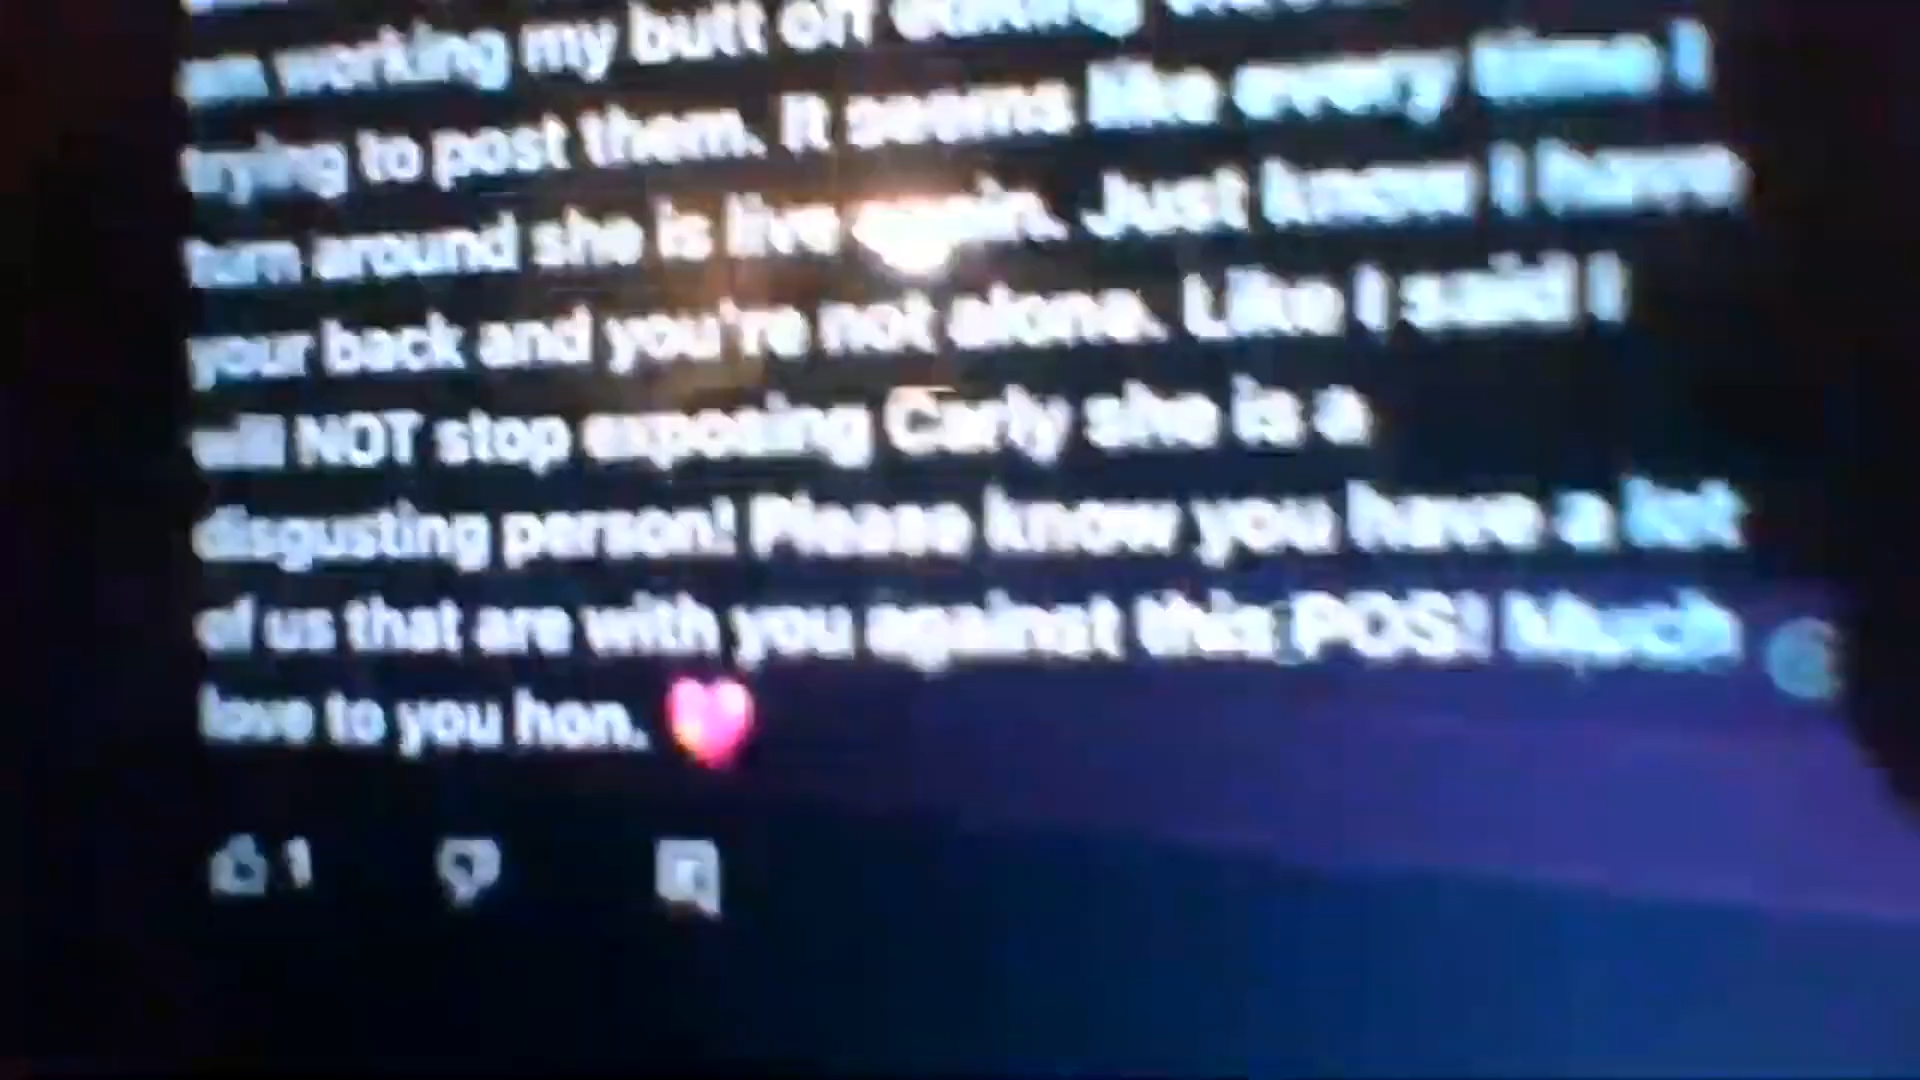 am working my butt off editing
trying to post them. It seems like every time I
turn around she is live again. Just know I have
your back and you're not alone. Like I said I
will NOT stop exposing Carly she is a
disgusting person! Please know you have a lot
of us that are with you against this POS! Much
love to you hon.
1